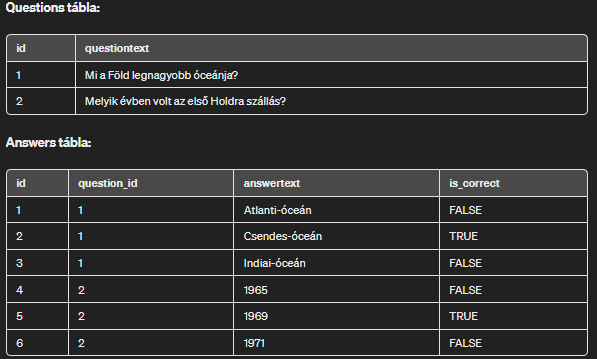 Questions tábla:
id questiontext
1 Mi a Föld legnagyobb óceánja?
2 Melyik évben volt az első Holdra szállás?
Answers tábla:
id question_id answertext is_correct
1 1 Atlanti-óceán FALSE
2 1 Csendes-óceán TRUE
3 1 Indiai-óceán FALSE
4 2 1965 FALSE
5 2 1969 TRUE
6 2 1971 FALSE